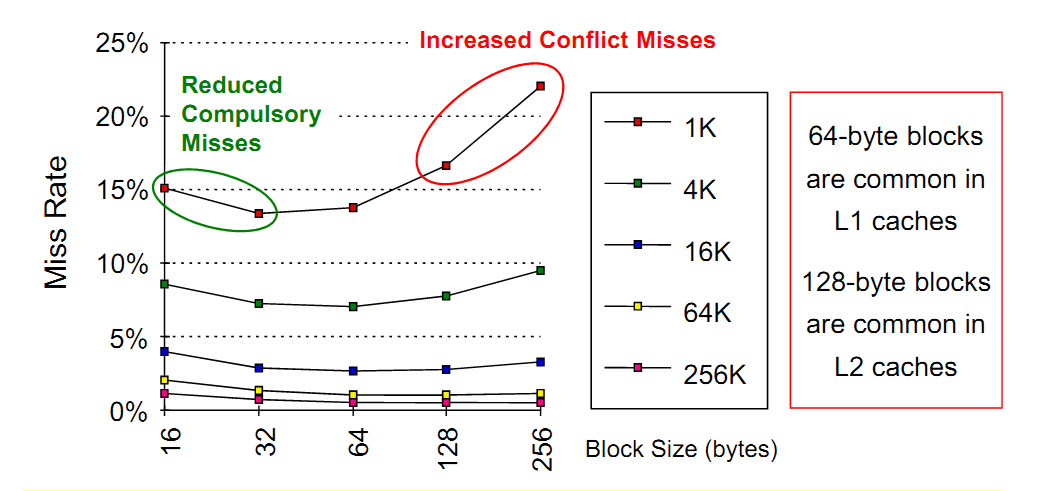 25%
Increased Conflict Misses
Reduced
Compulsory
Misses
20%
15%
10%
5%
0%
Miss Rate
16
32
64
128
256
Block Size (bytes)
1K
4K
16K
64K
256K
64-byte blocks
are common in
L1 caches
128-byte blocks
are common in
L2 caches